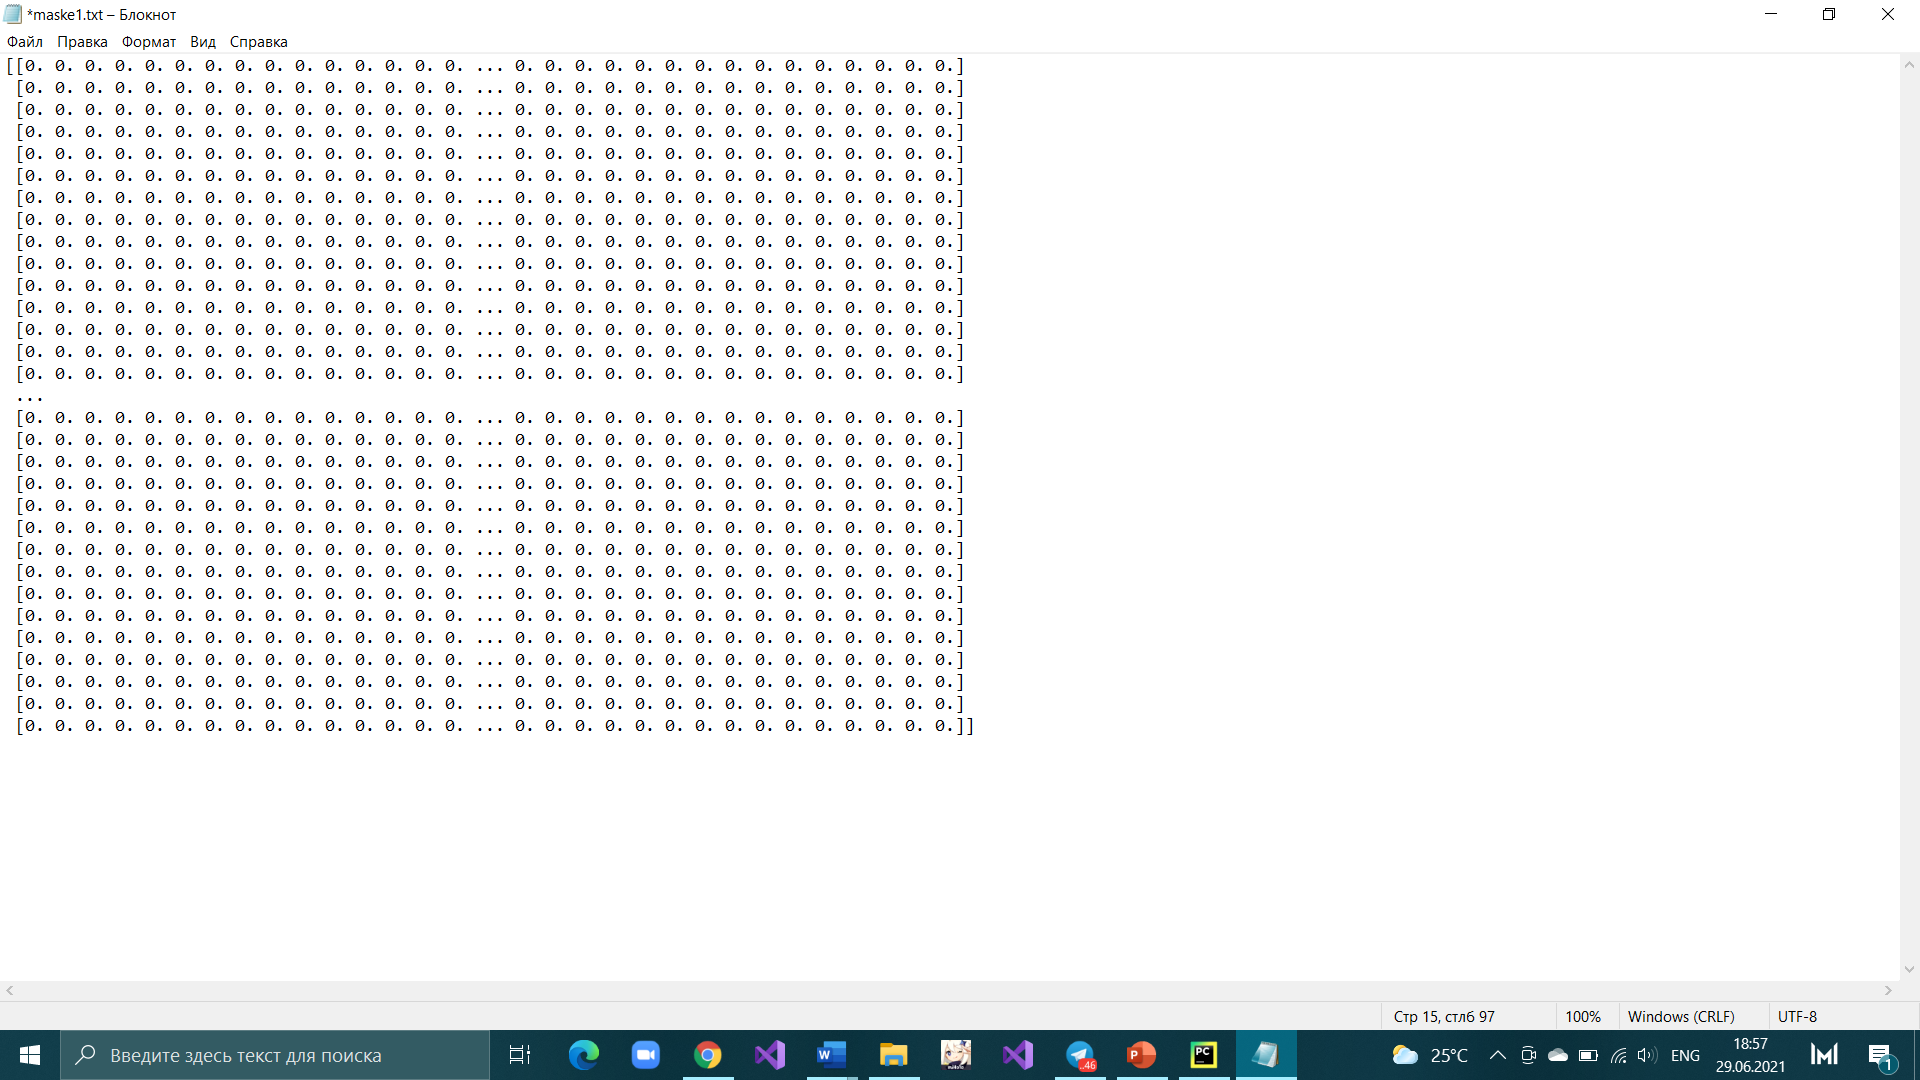 *maske1.txt – Блокнот
Файл Правка Формат Вид Справка
[[0. 0. 0. 0. 0. 0. 0. 0. 0. 0. 0. 0. 0. 0. 0. ... 0. 0. 0. 0. 0. 0. 0. 0. 0. 0. 0. 0. 0. 0. 0.]
[0. 0. 0. 0. 0. 0. 0. 0. 0. 0. 0. 0. 0. 0. 0. ... 0. 0. 0. 0. 0. 0. 0. 0. 0. 0. 0. 0. 0. 0. 0.]
[0. 0. 0. 0. 0. 0. 0. 0. 0. 0. 0. 0. 0. 0. 0. ... 0. 0. 0. 0. 0. 0. 0. 0. 0. 0. 0. 0. 0. 0. 0.]
[0. 0. 0. 0. 0. 0. 0. 0. 0. 0. 0. 0. 0. 0. 0. ... 0. 0. 0. 0. 0. 0. 0. 0. 0. 0. 0. 0. 0. 0. 0.]
[0. 0. 0. 0. 0. 0. 0. 0. 0. 0. 0. 0. 0. 0. 0. ... 0. 0. 0. 0. 0. 0. 0. 0. 0. 0. 0. 0. 0. 0. 0.]
[0. 0. 0. 0. 0. 0. 0. 0. 0. 0. 0. 0. 0. 0. 0. ... 0. 0. 0. 0. 0. 0. 0. 0. 0. 0. 0. 0. 0. 0. 0.]
[0. 0. 0. 0. 0. 0. 0. 0. 0. 0. 0. 0. 0. 0. 0. ... 0. 0. 0. 0. 0. 0. 0. 0. 0. 0. 0. 0. 0. 0. 0.]
[0. 0. 0. 0. 0. 0. 0. 0. 0. 0. 0. 0. 0. 0. 0. ... 0. 0. 0. 0. 0. 0. 0. 0. 0. 0. 0. 0. 0. 0. 0.]
[0. 0. 0. 0. 0. 0. 0. 0. 0. 0. 0. 0. 0. 0. 0. ... 0. 0. 0. 0. 0. 0. 0. 0. 0. 0. 0. 0. 0. 0. 0.]
[0. 0. 0. 0. 0. 0. 0. 0. 0. 0. 0. 0. 0. 0. 0. ... 0. 0. 0. 0. 0. 0. 0. 0. 0. 0. 0. 0. 0. 0. 0.]
[0. 0. 0. 0. 0. 0. 0. 0. 0. 0. 0. 0. 0. 0. 0. ... 0. 0. 0. 0. 0. 0. 0. 0. 0. 0. 0. 0. 0. 0. 0.]
[0. 0. 0. 0. 0. 0. 0. 0. 0. 0. 0. 0. 0. 0. 0. ... 0. 0. 0. 0. 0. 0. 0. 0. 0. 0. 0. 0. 0. 0. 0.]
[0. 0. 0. 0. 0. 0. 0. 0. 0. 0. 0. 0. 0. 0. 0. ... 0. 0. 0. 0. 0. 0. 0. 0. 0. 0. 0. 0. 0. 0. 0.]
[0. 0. 0. 0. 0. 0. 0. 0. 0. 0. 0. 0. 0. 0. 0. ... 0. 0. 0. 0. 0. 0. 0. 0. 0. 0. 0. 0. 0. 0. 0.]
[0. 0. 0. 0. 0. 0. 0. 0. 0. 0. 0. 0. 0. 0. 0. ... 0. 0. 0. 0. 0. 0. 0. 0. 0. 0. 0. 0. 0. 0. 0.]
...
[0. 0. 0. 0. 0. 0. 0. 0. 0. 0. 0. 0. 0. 0. 0. ... 0. 0. 0. 0. 0. 0. 0. 0. 0. 0. 0. 0. 0. 0. 0.]
[0. 0. 0. 0. 0. 0. 0. 0. 0. 0. 0. 0. 0. 0. 0. ... 0. 0. 0. 0. 0. 0. 0. 0. 0. 0. 0. 0. 0. 0. 0.]
[0. 0. 0. 0. 0. 0. 0. 0. 0. 0. 0. 0. 0. 0. 0. ... 0. 0. 0. 0. 0. 0. 0. 0. 0. 0. 0. 0. 0. 0. 0.]
[0. 0. 0. 0. 0. 0. 0. 0. 0. 0. 0. 0. 0. 0. 0. ... 0. 0. 0. 0. 0. 0. 0. 0. 0. 0. 0. 0. 0. 0. 0.]
[0. 0. 0. 0. 0. 0. 0. 0. 0. 0. 0. 0. 0. 0. 0. ... 0. 0. 0. 0. 0. 0. 0. 0. 0. 0. 0. 0. 0. 0. 0.]
[0. 0. 0. 0. 0. 0. 0. 0. 0. 0. 0. 0. 0. 0. 0. ... 0. 0. 0. 0. 0. 0. 0. 0. 0. 0. 0. 0. 0. 0. 0.]
[0. 0. 0. 0. 0. 0. 0. 0. 0. 0. 0. 0. 0. 0. 0. ... 0. 0. 0. 0. 0. 0. 0. 0. 0. 0. 0. 0. 0. 0. 0.]
[0. 0. 0. 0. 0. 0. 0. 0. 0. 0. 0. 0. 0. 0. 0. ... 0. 0. 0. 0. 0. 0. 0. 0. 0. 0. 0. 0. 0. 0. 0.]
[0. 0. 0. 0. 0. 0. 0. 0. 0. 0. 0. 0. 0. 0. 0. ... 0. 0. 0. 0. 0. 0. 0. 0. 0. 0. 0. 0. 0. 0. 0.]
[0. 0. 0. 0. 0. 0. 0. 0. 0. 0. 0. 0. 0. 0. 0. ... 0. 0. 0. 0. 0. 0. 0. 0. 0. 0. 0. 0. 0. 0. 0.]
[0. 0. 0. 0. 0. 0. 0. 0. 0. 0. 0. 0. 0. 0. 0. ... 0. 0. 0. 0. 0. 0. 0. 0. 0. 0. 0. 0. 0. 0. 0.]
[0. 0. 0. 0. 0. 0. 0. 0. 0. 0. 0. 0. 0. 0. 0. ... 0. 0. 0. 0. 0. 0. 0. 0. 0. 0. 0. 0. 0. 0. 0.]
[0. 0. 0. 0. 0. 0. 0. 0. 0. 0. 0. 0. 0. 0. 0. ... 0. 0. 0. 0. 0. 0. 0. 0. 0. 0. 0. 0. 0. 0. 0.]
[0. 0. 0. 0. 0. 0. 0. 0. 0. 0. 0. 0. 0. 0. 0. ... 0. 0. 0. 0. 0. 0. 0. 0. 0. 0. 0. 0. 0. 0. 0.]
[0. 0. 0. 0. 0. 0. 0. 0. 0. 0. 0. 0. 0. 0. 0. ... 0. 0. 0. 0. 0. 0. 0. 0. 0. 0. 0. 0. 0. 0. 0.]]
Стр 15, стлб 97 100% Windows (CRLF) UTF-8
Введите здесь текст для поиска W ..46 P PC 25°C ENG 18:57 1
29.06.2021